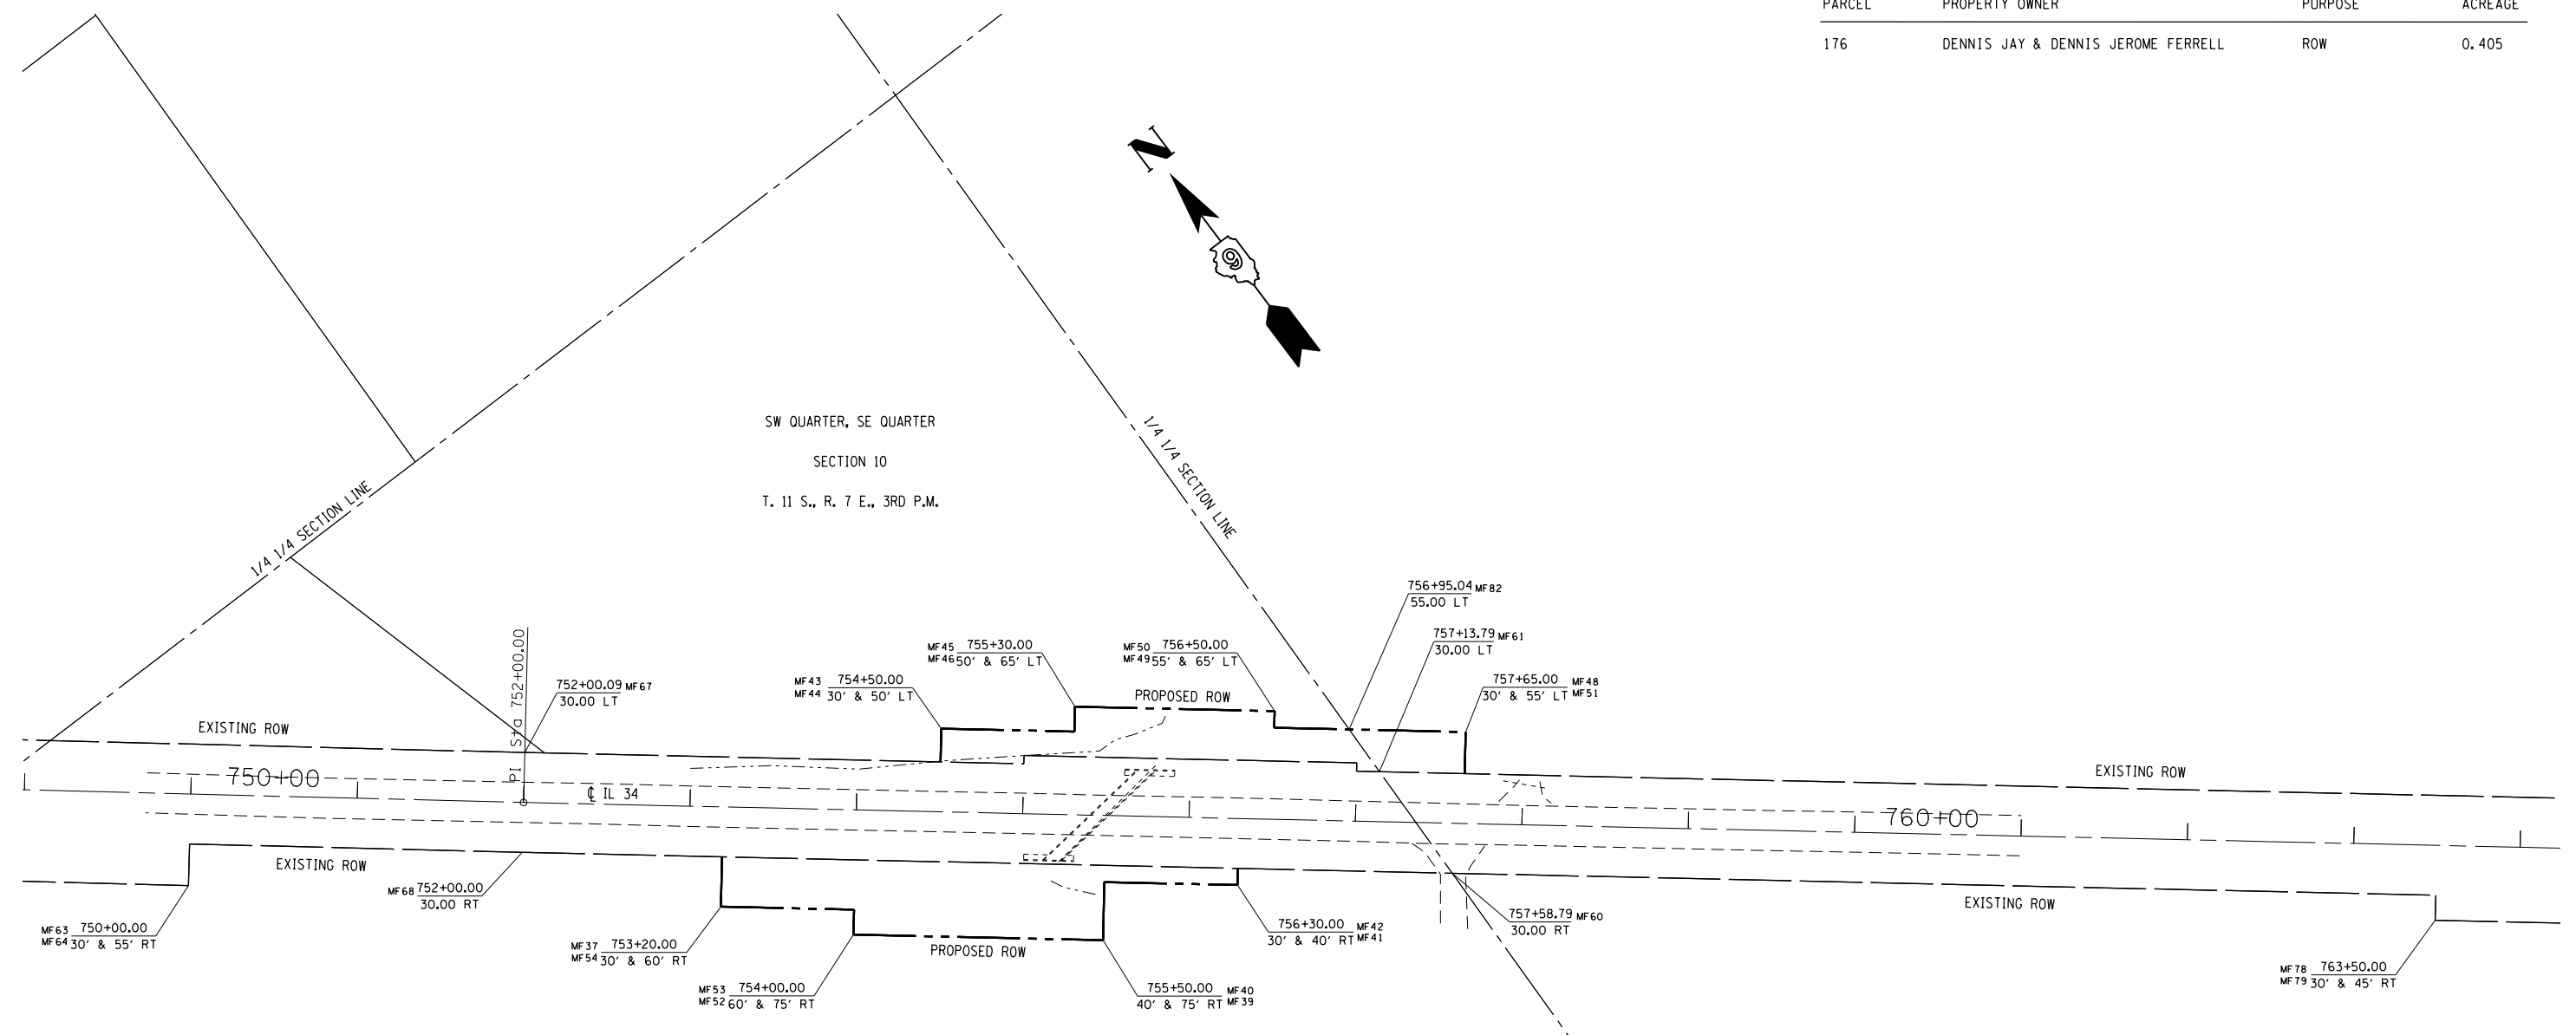 PARCEL PROPERTY OWNER PURPOSE ACREAGE
176 DENNIS JAY & DENNIS JEROME FERRELL ROW 0.405
N
9
SW QUARTER, SE QUARTER
SECTION 10
T. 11 S., R. 7 E., 3RD P.M.
1/4 1/4 SECTION LINE
1/4 1/4 SECTION LINE
756+95.04 MF82
55.00 LT
757+13.79 MF61
30.00 LT
MF45 755+30.00
MF46 50' & 65' LT
MF50 756+50.00
MF49 55' & 65' LT
MF43 754+50.00
MF44 30' & 50' LT
757+65.00 MF48
30' & 55' LT MF51
752+00.09 MF67
30.00 LT
PI Sta 752+00.00
PROPOSED ROW
EXISTING ROW
EXISTING ROW
750+00
℄ IL 34
760+00
EXISTING ROW
EXISTING ROW
MF68 752+00.00
30.00 RT
MF63 750+00.00
MF64 30' & 55' RT
MF37 753+20.00
MF54 30' & 60' RT
PROPOSED ROW
756+30.00 MF42
30' & 40' RT MF41
757+58.79 MF60
30.00 RT
MF53 754+00.00
MF52 60' & 75' RT
755+50.00 MF40
40' & 75' RT MF39
MF78 763+50.00
MF79 30' & 45' RT